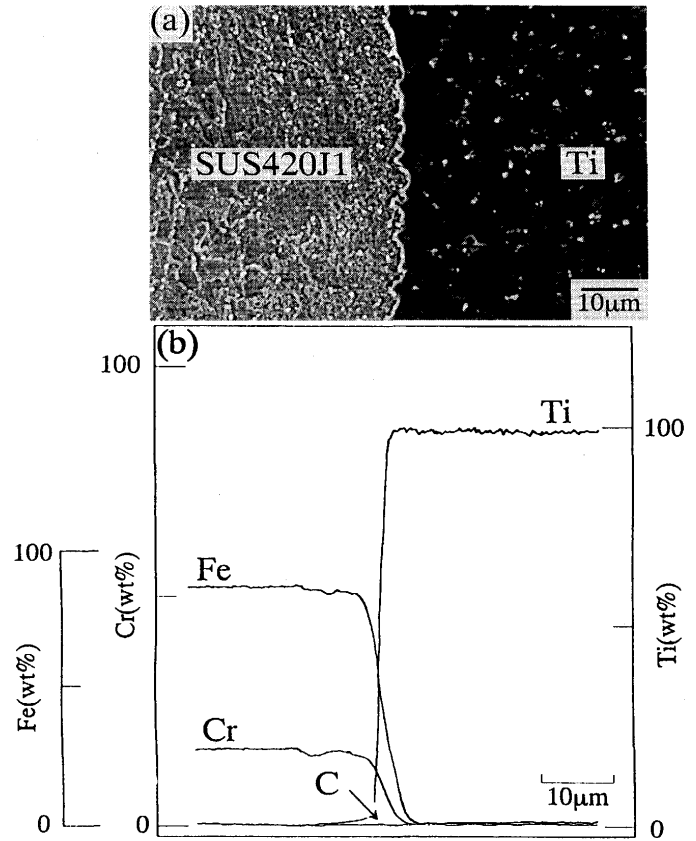 (a)
SUS420J1
Ti
10μm
(b)
100
Ti
100
100
Fe
Cr
C
10μm
0
0
0
Fe(wt%)
Cr(wt%)
Ti(wt%)